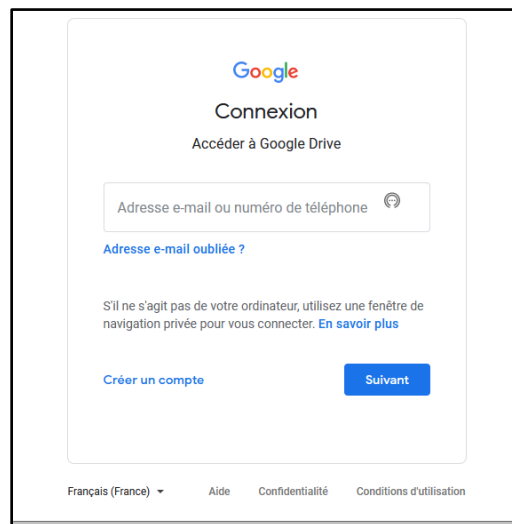 Google
Connexion
Accéder à Google Drive
Adresse e-mail ou numéro de téléphone
Adresse e-mail oubliée ?
S'il ne s'agit pas de votre ordinateur, utilisez une fenêtre de
navigation privée pour vous connecter. En savoir plus
Créer un compte Suivant
Français (France) Aide Confidentialité Conditions d'utilisation